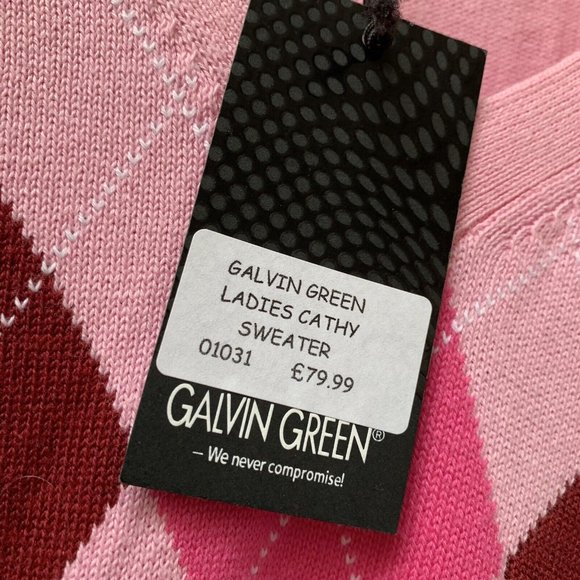 GALVIN GREEN
LADIES CATHY
SWEATER
01031 £79.99
GALVIN GREEN®
– We never compromise!